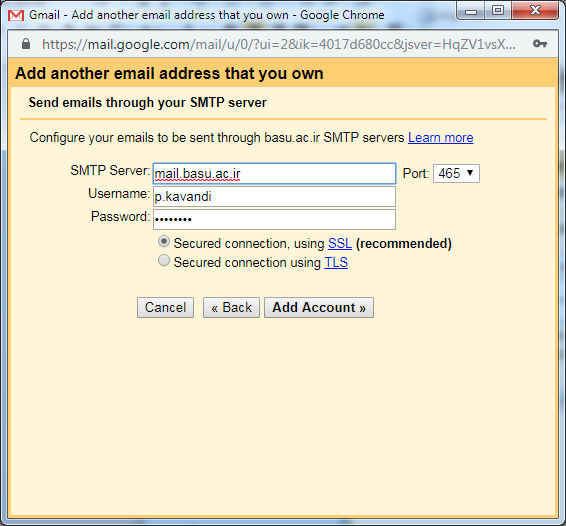 Gmail - Add another email address that you own - Google Chrome
https://mail.google.com/mail/u/0/?ui=2&ik=4017d680cc&jsver=HqZV1vsX...
Add another email address that you own
Send emails through your SMTP server
Configure your emails to be sent through basu.ac.ir SMTP servers Learn more
SMTP Server: mail.basu.ac.ir Port: 465
Username: p.kavandi
Password: ••••••••
Secured connection, using SSL (recommended)
Secured connection using TLS
Cancel « Back Add Account »